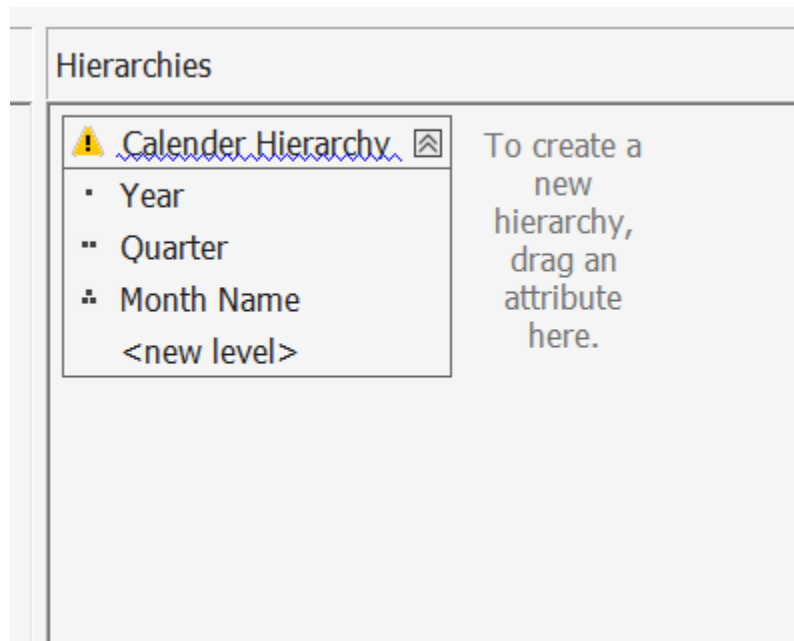 Hierarchies
Calender Hierarchy
Year
Quarter
Month Name
<new level>
To create a
new
hierarchy,
drag an
attribute
here.